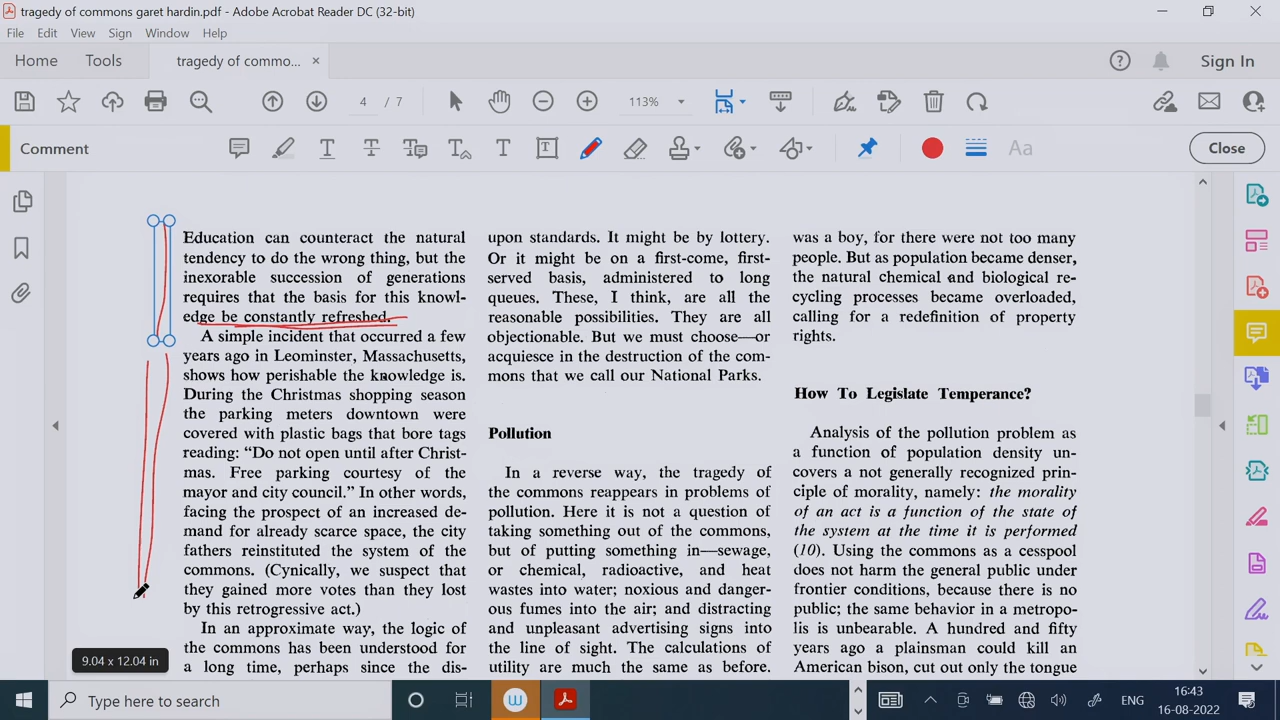 tragedy of commons garet hardin.pdf - Adobe Acrobat Reader DC (32-bit)
File Edit View Sign Window Help
Home Tools tragedy of commo... × Sign In
4 / 7 113%
Comment Aa Close
Education can counteract the natural
tendency to do the wrong thing, but the
inexorable succession of generations
requires that the basis for this knowl-
edge be constantly refreshed.
A simple incident that occurred a few
years ago in Leominster, Massachusetts,
shows how perishable the knowledge is.
During the Christmas shopping season
the parking meters downtown were
covered with plastic bags that bore tags
reading: “Do not open until after Christ-
mas. Free parking courtesy of the
mayor and city council.” In other words,
facing the prospect of an increased de-
mand for already scarce space, the city
fathers reinstituted the system of the
commons. (Cynically, we suspect that
they gained more votes than they lost
by this retrogressive act.)
In an approximate way, the logic of
the commons has been understood for
a long time, perhaps since the dis-
upon standards. It might be by lottery.
Or it might be on a first-come, first-
served basis, administered to long
queues. These, I think, are all the
reasonable possibilities. They are all
objectionable. But we must choose—or
acquiesce in the destruction of the com-
mons that we call our National Parks.
Pollution
In a reverse way, the tragedy of
the commons reappears in problems of
pollution. Here it is not a question of
taking something out of the commons,
but of putting something in—sewage,
or chemical, radioactive, and heat
wastes into water; noxious and danger-
ous fumes into the air; and distracting
and unpleasant advertising signs into
the line of sight. The calculations of
utility are much the same as before.
was a boy, for there were not too many
people. But as population became denser,
the natural chemical and biological re-
cycling processes became overloaded,
calling for a redefinition of property
rights.
How To Legislate Temperance?
Analysis of the pollution problem as
a function of population density un-
covers a not generally recognized prin-
ciple of morality, namely: the morality
of an act is a function of the state of
the system at the time it is performed
(10). Using the commons as a cesspool
does not harm the general public under
frontier conditions, because there is no
public; the same behavior in a metropo-
lis is unbearable. A hundred and fifty
years ago a plainsman could kill an
American bison, cut out only the tongue
9.04 x 12.04 in
Type here to search
ENG
16:43
16-08-2022